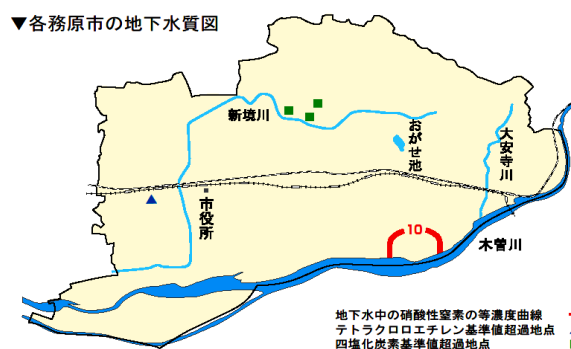 ▼各務原市の地下水質図
新境川
おがせ池
大安寺川
市役所
10
木曽川
地下水中の硝酸性窒素の等濃度曲線
テトラクロロエチレン基準値超過地点
四塩化炭素基準値超過地点